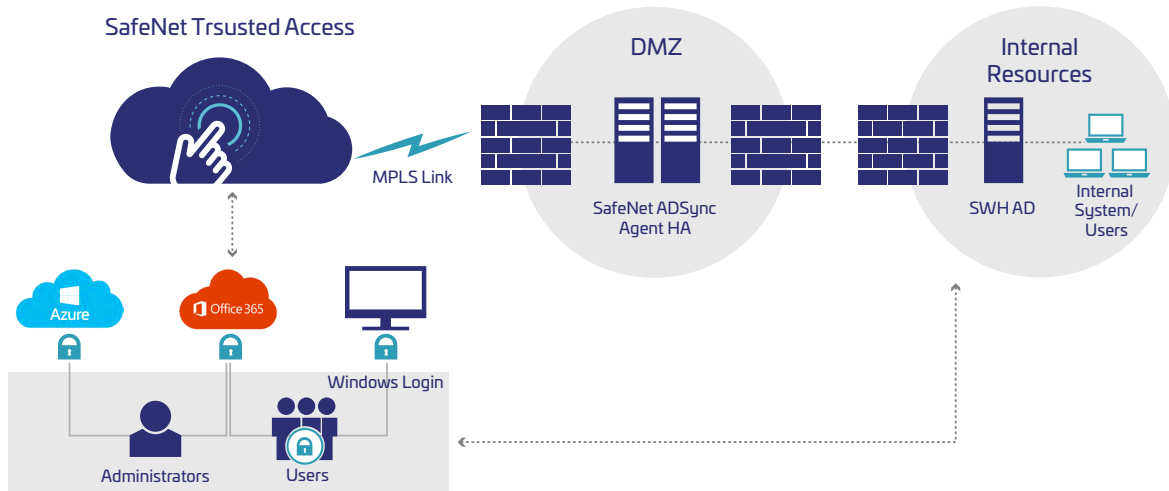 SafeNet Trsusted Access
DMZ
Internal
Resources
MPLS Link
SafeNet ADSync
Agent HA
SWH AD
Internal
System/
Users
Azure
Office 365
Windows Login
Administrators
Users